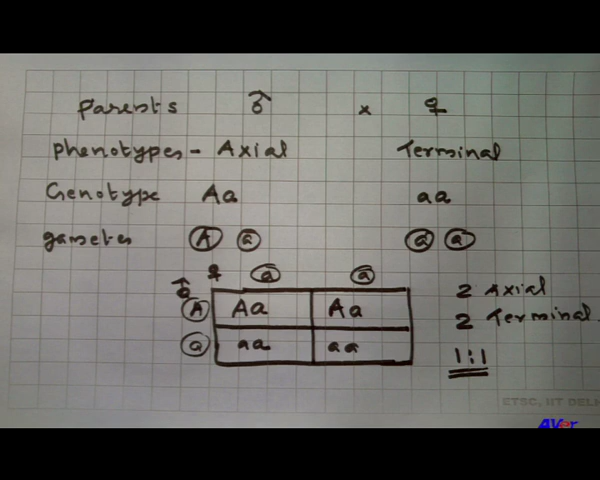 Parents ♂ x ♀
Phenotypes - Axial Terminal
Genotype Aa aa
gametes A a a a
♀ a a
♂
A Aa Aa
a aa aa
2 Axial
2 Terminal
1:1
ETSC, IIT DELH
AVer